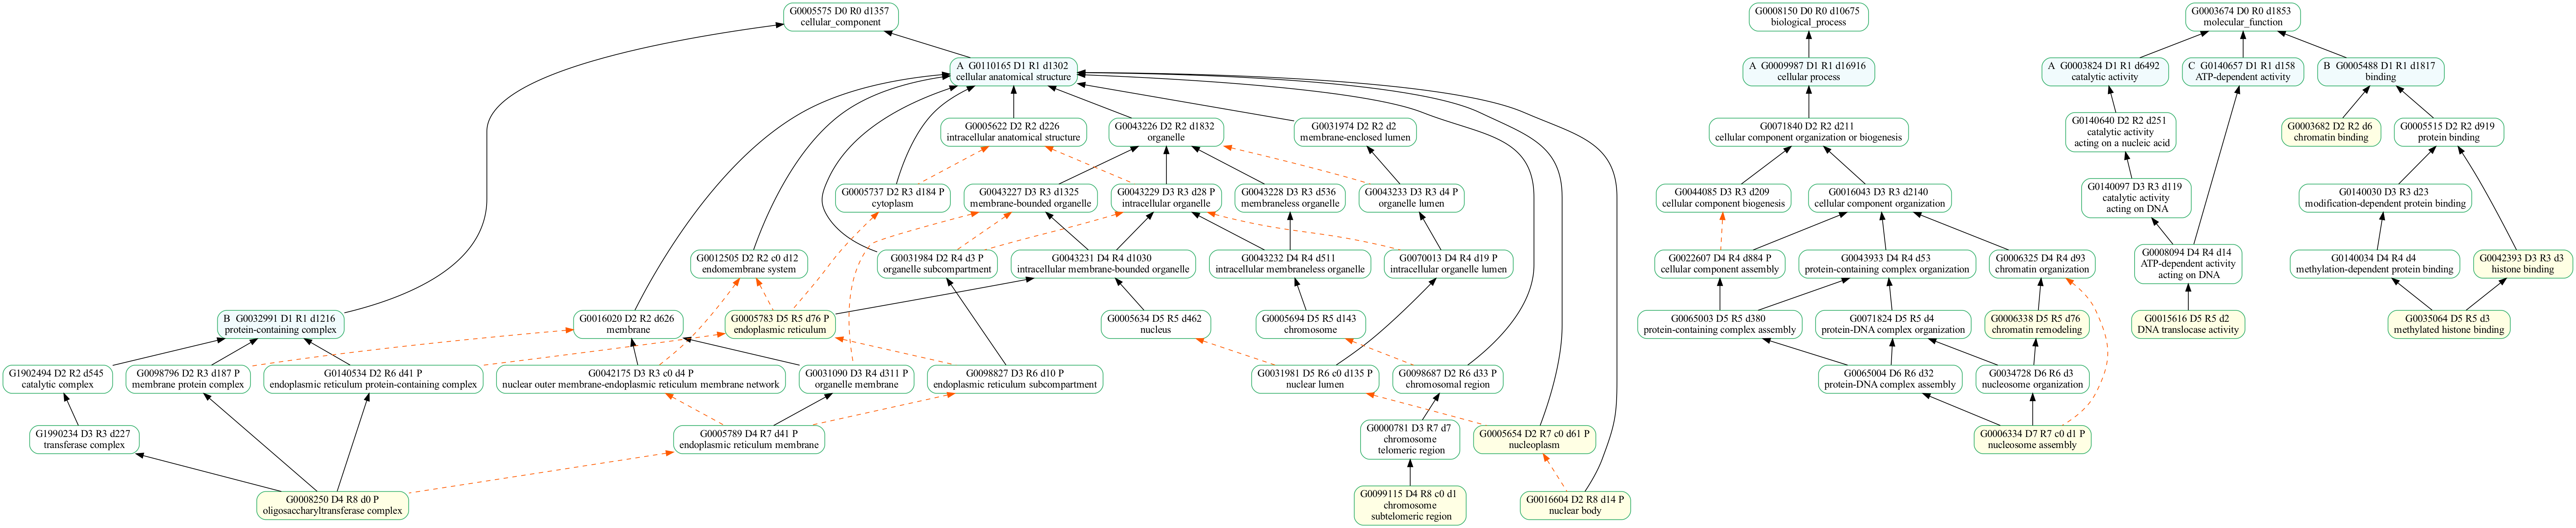 G0005575 D0 R0 d1357
cellular_component
G0008150 D0 R0 d10675
biological_process
G0003674 D0 R0 d1853
molecular_function
A G0110165 D1 R1 d1302
cellular anatomical structure
A G0009987 D1 R1 d16916
cellular process
A G0003824 D1 R1 d6492
catalytic activity
C G0140657 D1 R1 d158
ATP-dependent activity
B G0005488 D1 R1 d1817
binding
G0005622 D2 R2 d226
intracellular anatomical structure
G0043226 D2 R2 d1832
organelle
G0031974 D2 R2 d2
membrane-enclosed lumen
G0071840 D2 R2 d211
cellular component organization or biogenesis
G0140640 D2 R2 d251
catalytic activity
acting on a nucleic acid
G0003682 D2 R2 d6
chromatin binding
G0005515 D2 R2 d919
protein binding
G0005737 D2 R3 d184 P
cytoplasm
G0043227 D3 R3 d1325
membrane-bounded organelle
G0043229 D3 R3 d28 P
intracellular organelle
G0043228 D3 R3 d536
membraneless organelle
G0043233 D3 R3 d4 P
organelle lumen
G0044085 D3 R3 d209
cellular component biogenesis
G0016043 D3 R3 d2140
cellular component organization
G0140097 D3 R3 d119
catalytic activity
acting on DNA
G0140030 D3 R3 d23
modification-dependent protein binding
G0012505 D2 R2 c0 d12
endomembrane system
G0031984 D2 R4 d3 P
organelle subcompartment
G0043231 D4 R4 d1030
intracellular membrane-bounded organelle
G0043232 D4 R4 d511
intracellular membraneless organelle
G0070013 D4 R4 d19 P
intracellular organelle lumen
G0022607 D4 R4 d884 P
cellular component assembly
G0043933 D4 R4 d53
protein-containing complex organization
G0006325 D4 R4 d93
chromatin organization
G0008094 D4 R4 d14
ATP-dependent activity
acting on DNA
G0140034 D4 R4 d4
methylation-dependent protein binding
G0042393 D3 R3 d3
histone binding
B G0032991 D1 R1 d1216
protein-containing complex
G0016020 D2 R2 d626
membrane
G0005783 D5 R5 d76 P
endoplasmic reticulum
G0005634 D5 R5 d462
nucleus
G0005694 D5 R5 d143
chromosome
G0065003 D5 R5 d380
protein-containing complex assembly
G0071824 D5 R5 d4
protein-DNA complex organization
G0006338 D5 R5 d76
chromatin remodeling
G0015616 D5 R5 d2
DNA translocase activity
G0035064 D5 R5 d3
methylated histone binding
G1902494 D2 R2 d545
catalytic complex
G0098796 D2 R3 d187 P
membrane protein complex
G0140534 D2 R6 d41 P
endoplasmic reticulum protein-containing complex
G0042175 D3 R3 c0 d4 P
nuclear outer membrane-endoplasmic reticulum membrane network
G0031090 D3 R4 d311 P
organelle membrane
G0098827 D3 R6 d10 P
endoplasmic reticulum subcompartment
G0031981 D5 R6 c0 d135 P
nuclear lumen
G0098687 D2 R6 d33 P
chromosomal region
G0065004 D6 R6 d32
protein-DNA complex assembly
G0034728 D6 R6 d3
nucleosome organization
G1990234 D3 R3 d227
transferase complex
G0005789 D4 R7 d41 P
endoplasmic reticulum membrane
G0000781 D3 R7 d7
chromosome
telomeric region
G0005654 D2 R7 c0 d61 P
nucleoplasm
G0006334 D7 R7 c0 d1 P
nucleosome assembly
G0008250 D4 R8 d0 P
oligosaccharyltransferase complex
G0099115 D4 R8 c0 d1
chromosome
subtelomeric region
G0016604 D2 R8 d14 P
nuclear body